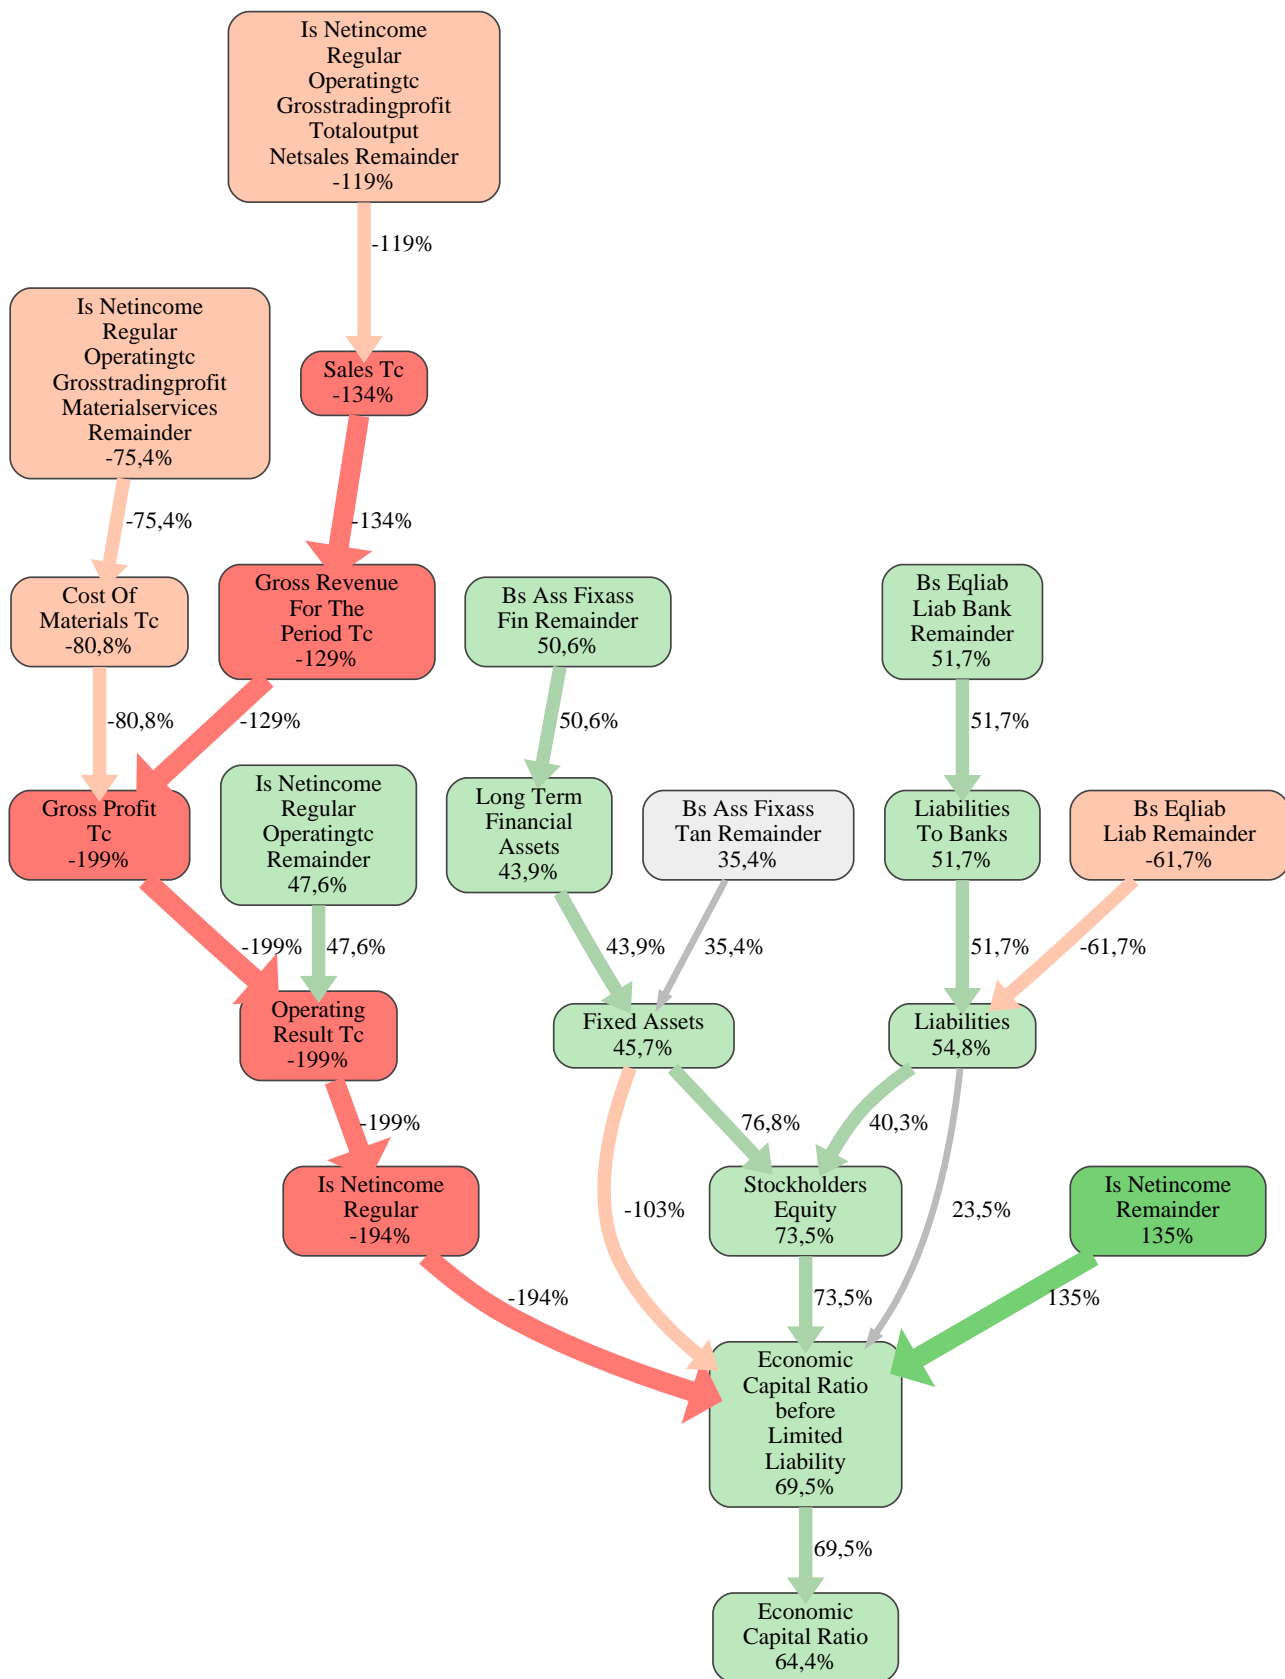 Is Netincome
Regular
Operatingtc
Grosstradingprofit
Totaloutput
Netsales Remainder
-119%
-119%
Is Netincome
Regular
Operatingtc
Grosstradingprofit
Materialservices
Remainder
-75,4%
Sales Tc
-134%
-75,4%
-134%
Cost Of
Materials Tc
-80,8%
Gross Revenue
For The
Period Tc
-129%
Bs Ass Fixass
Fin Remainder
50,6%
Bs Eqliab
Liab Bank
Remainder
51,7%
-80,8%
-129%
50,6%
51,7%
Gross Profit
Tc
-199%
Is Netincome
Regular
Operatingtc
Remainder
47,6%
Long Term
Financial
Assets
43,9%
Bs Ass Fixass
Tan Remainder
35,4%
Liabilities
To Banks
51,7%
Bs Eqliab
Liab Remainder
-61,7%
-199%
47,6%
43,9%
35,4%
51,7%
-61,7%
Operating
Result Tc
-199%
Fixed Assets
45,7%
Liabilities
54,8%
-199%
76,8%
40,3%
Is Netincome
Regular
-194%
-103%
Stockholders
Equity
73,5%
23,5%
Is Netincome
Remainder
135%
-194%
73,5%
135%
Economic
Capital Ratio
before
Limited
Liability
69,5%
69,5%
Economic
Capital Ratio
64,4%